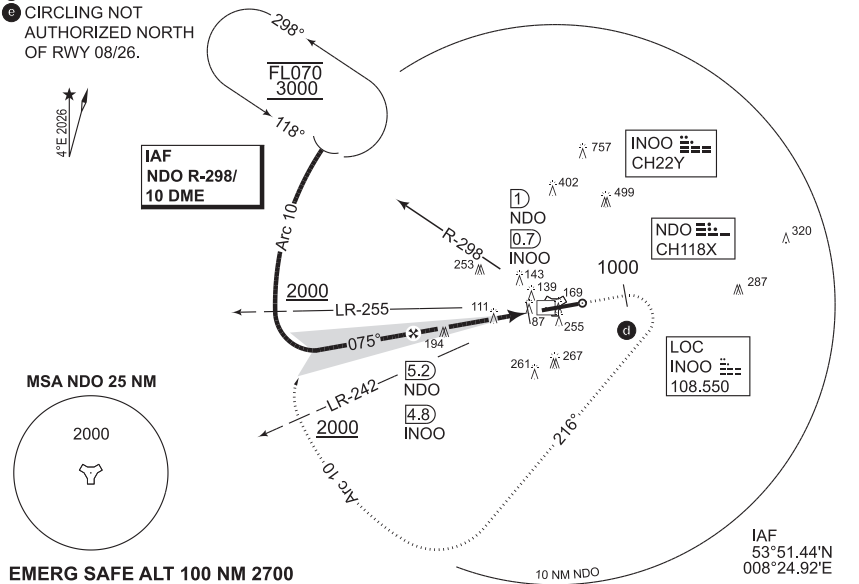 e CIRCLING NOT
AUTHORIZED NORTH
OF RWY 08/26.
4°E 2026
298°
FL070
3000
118°
IAF
NDO R-298/
10 DME
Arc 10
757
INOO
CH22Y
402
499
1
NDO
0.7
INOO
R-298
253
NDO
CH118X
320
143
139
169
1000
287
2000
LR-255
111
87
255
075°
194
d
LOC
INOO
108.550
5.2
NDO
4.8
INOO
261
267
MSA NDO 25 NM
2000
LR-242
2000
216°
Arc 10
IAF
53°51.44'N
008°24.92'E
10 NM NDO
EMERG SAFE ALT 100 NM 2700